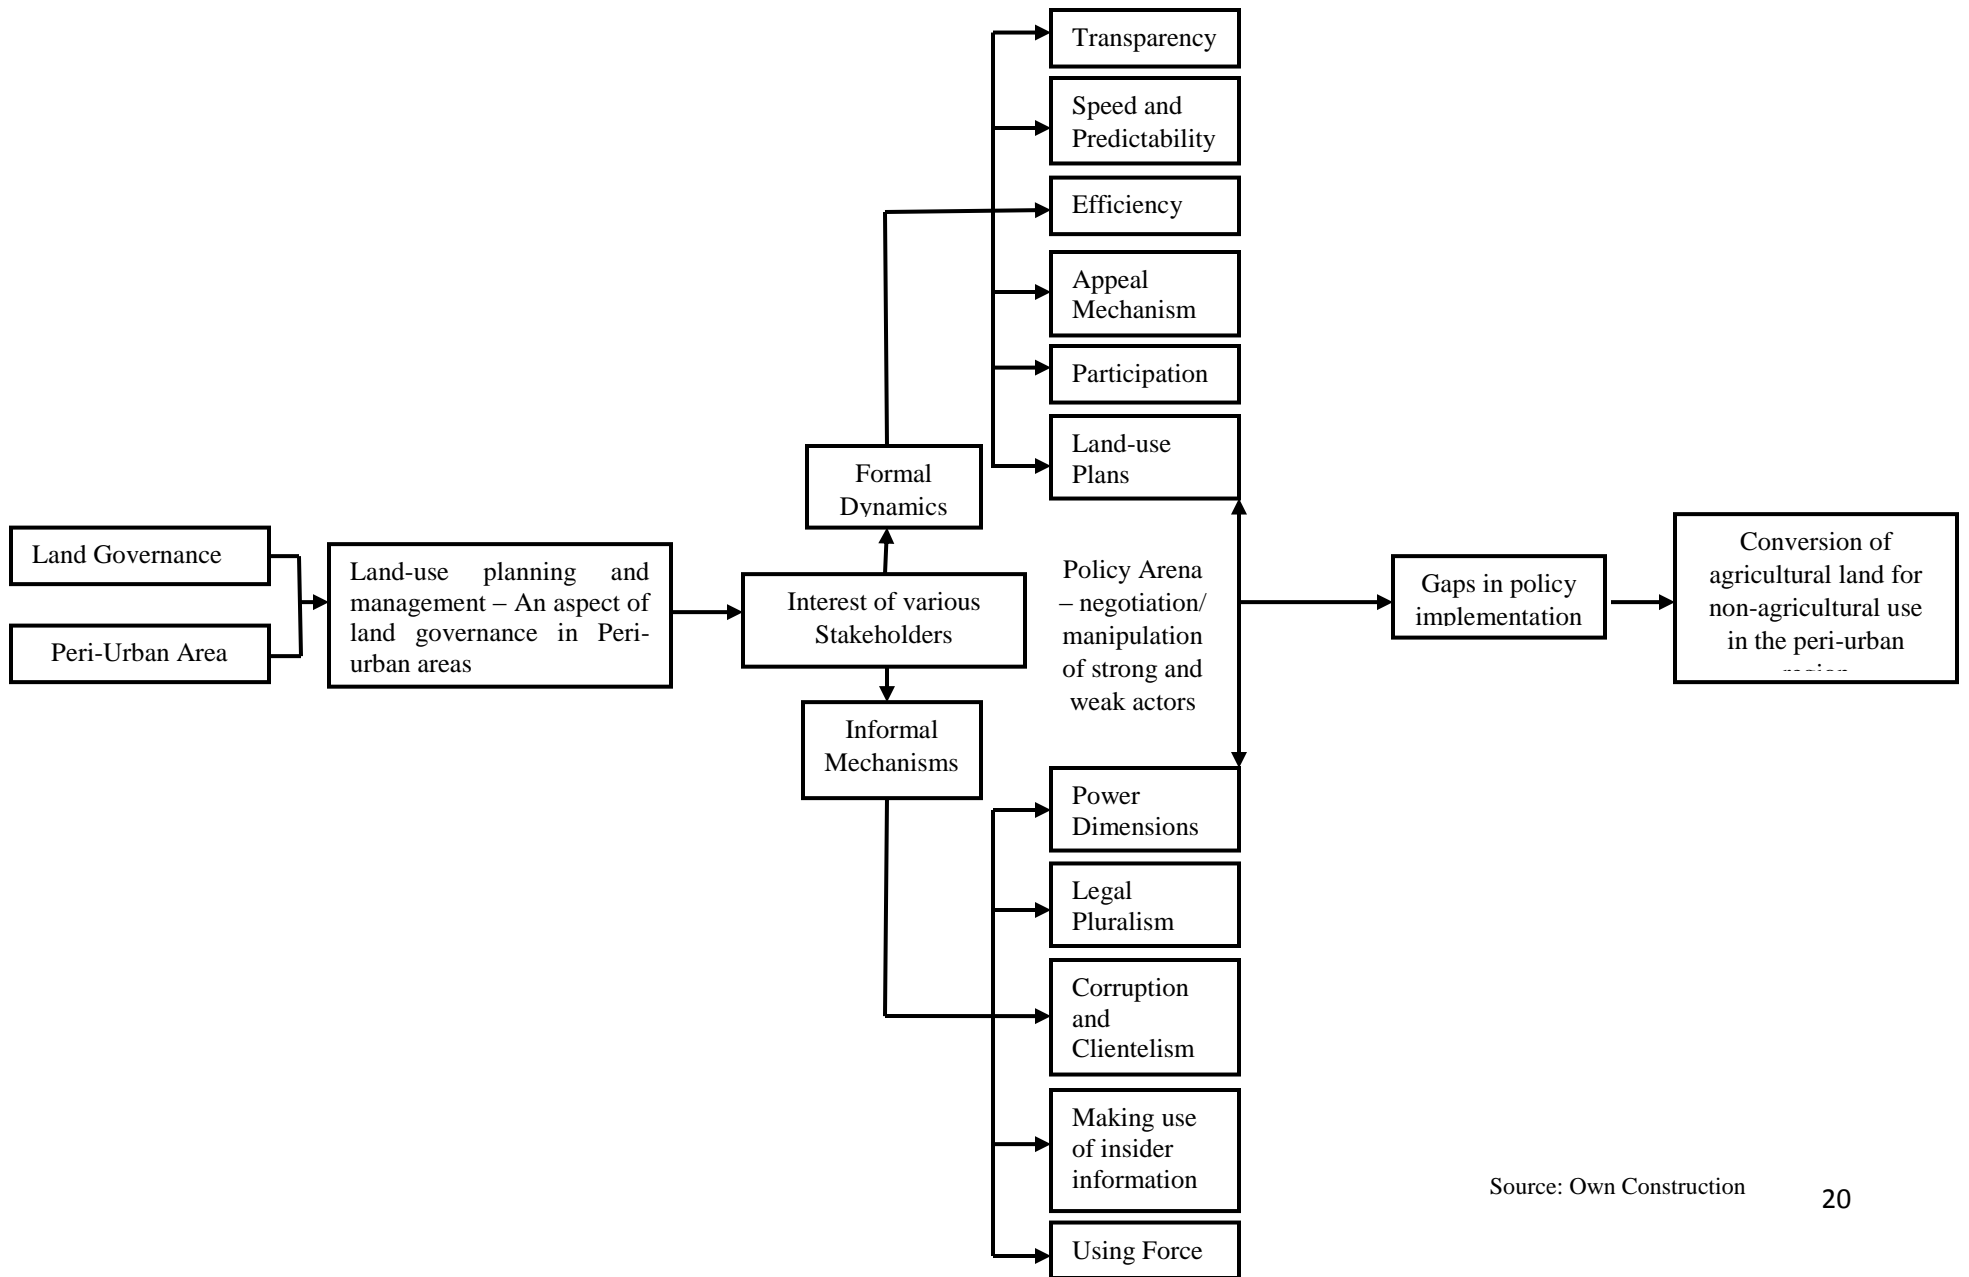 Transparency
Speed and
Predictability
Efficiency
Appeal
Mechanism
Participation
Land-use
Plans
Formal
Dynamics
Land Governance
Peri-Urban Area
Land-use planning and
management – An aspect of
land governance in Peri-
urban areas
Interest of various
Stakeholders
Informal
Mechanisms
Policy Arena
– negotiation/
manipulation
of strong and
weak actors
Gaps in policy
implementation
Conversion of
agricultural land for
non-agricultural use
in the peri-urban
Power
Dimensions
Legal
Pluralism
Corruption
and
Clientelism
Making use
of insider
information
Using Force
Source: Own Construction
20